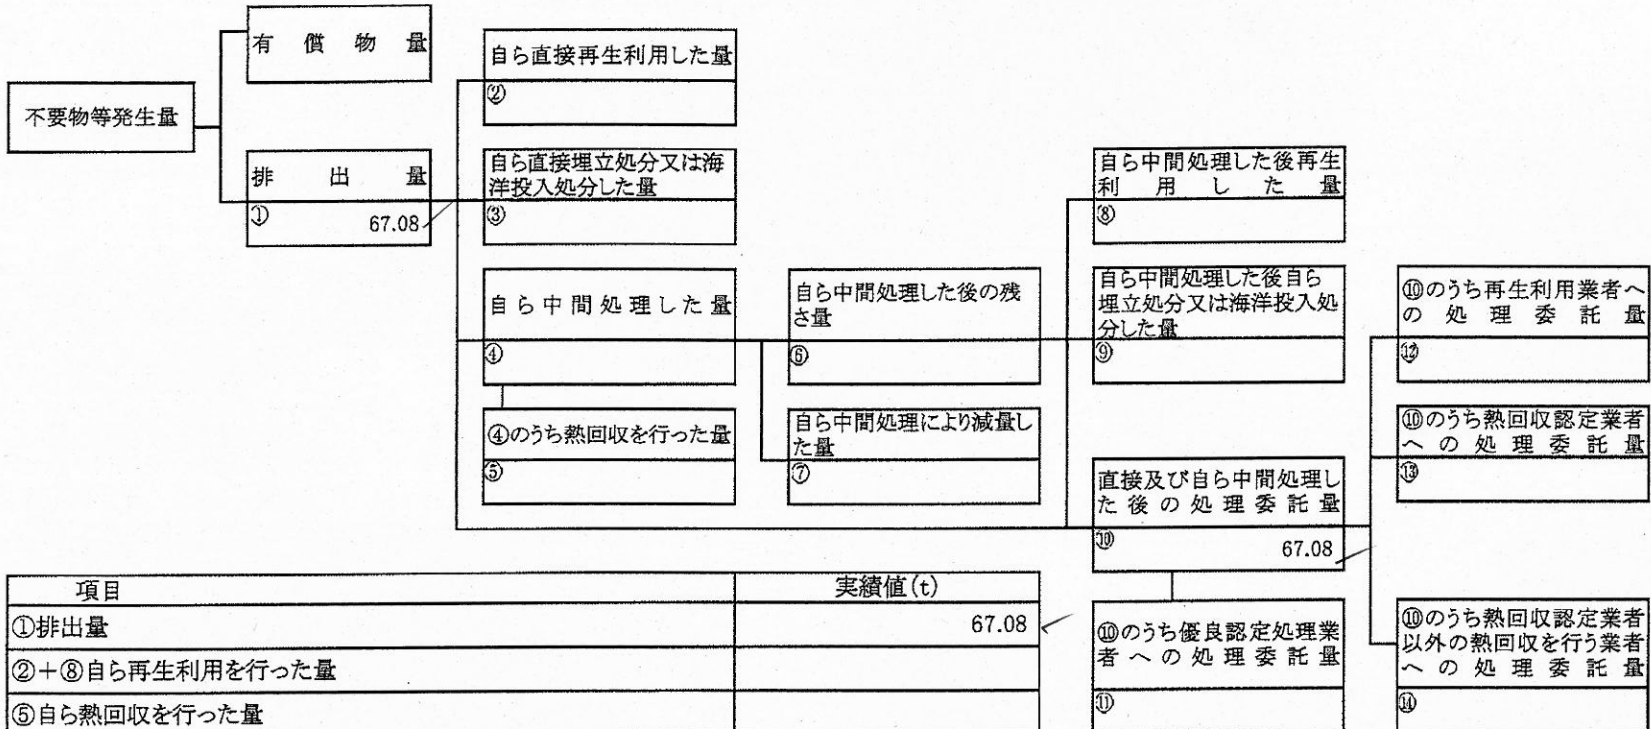 有償物量
不要物等発生量
排出量
① 67.08
自ら直接再生利用した量
②
自ら直接埋立処分又は海
洋投入処分した量
③
自ら中間処理した量
④
④のうち熱回収を行った量
⑤
自ら中間処理した後の残
さ量
⑥
自ら中間処理により減量し
た量
⑦
自ら中間処理した後再生
利用した量
⑧
自ら中間処理した後自ら
埋立処分又は海洋投入処
分した量
⑨
直接及び自ら中間処理し
た後の処理委託量
⑩ 67.08
⑩のうち優良認定処理業
者への処理委託量
⑪
⑩のうち再生利用業者へ
の処理委託量
⑫
⑩のうち熱回収認定業者
への処理委託量
⑬
⑩のうち熱回収認定業者
以外の熱回収を行う業者
への処理委託量
⑭
項目 実績値(t)
①排出量 67.08
②+⑧自ら再生利用を行った量
⑤自ら熱回収を行った量